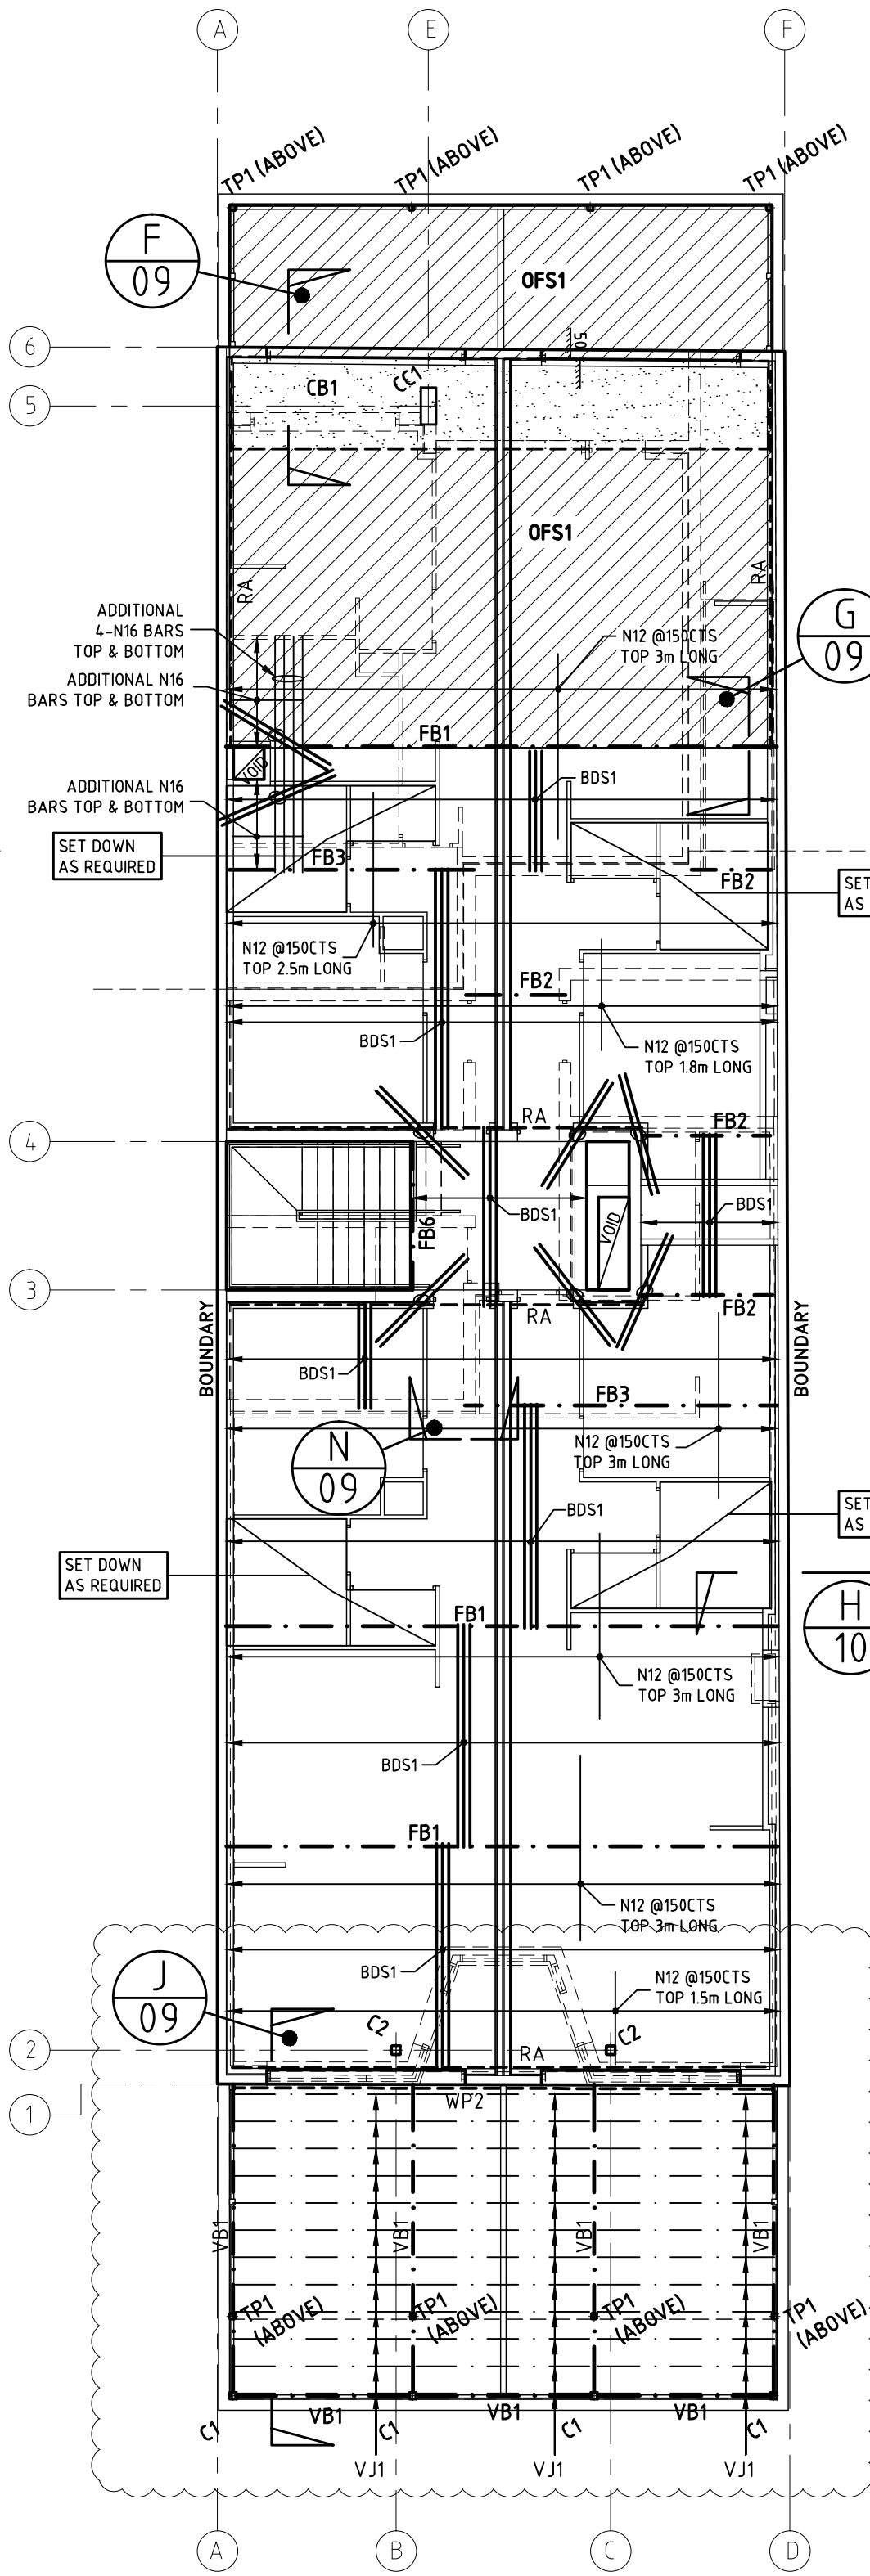 A
E
F
TP1 (ABOVE)
TP1 (ABOVE)
TP1 (ABOVE)
TP1 (ABOVE)
F
09
OFS1
6
50
CB1
CC1
5
OFS1
RA
RA
ADDITIONAL
4-N16 BARS
TOP & BOTTOM
N12 @150CTS
TOP 3m LONG
G
09
ADDITIONAL N16
BARS TOP & BOTTOM
FB1
VOID
BDS1
ADDITIONAL N16
BARS TOP & BOTTOM
SET DOWN
AS REQUIRED
FB3
FB2
SET
AS
N12 @150CTS
TOP 2.5m LONG
FB2
BDS1
N12 @150CTS
TOP 1.8m LONG
RA
FB2
4
BDS1
BDS1
FB6
VOID
3
RA
FB2
BOUNDARY
BOUNDARY
BDS1
FB3
N
09
N12 @150CTS
TOP 3m LONG
BDS1
SET
AS
SET DOWN
AS REQUIRED
FB1
H
10
N12 @150CTS
TOP 3m LONG
BDS1
FB1
N12 @150CTS
TOP 3m LONG
J
09
BDS1
N12 @150CTS
TOP 1.5m LONG
C2
C2
2
RA
1
WP2
VB1
VB1
VB1
VB1
TP1
(ABOVE)
TP1
(ABOVE)
TP1
(ABOVE)
TP1
(ABOVE)
C1
VB1
C1
VB1
C1
VB1
C1
VJ1
VJ1
VJ1
A
B
C
D